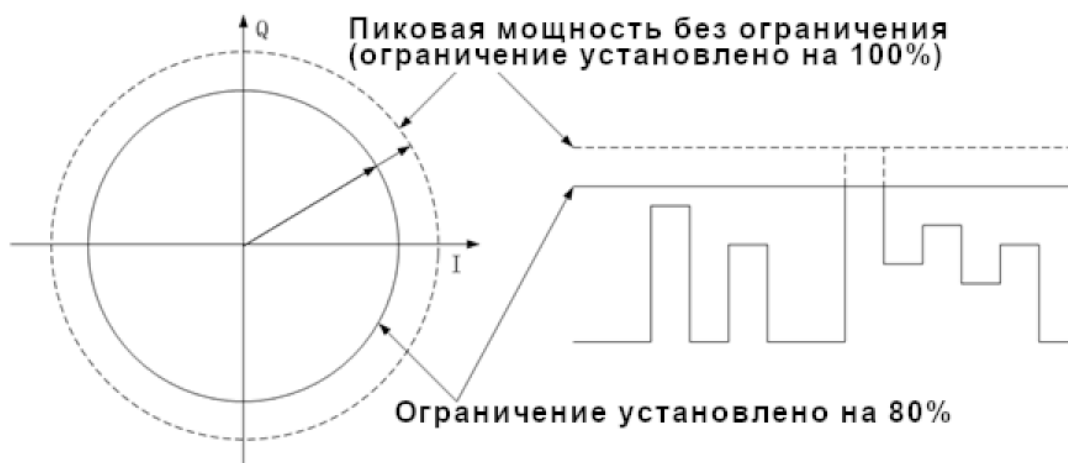 Q
Пиковая мощность без ограничения
(ограничение установлено на 100%)
I
Ограничение установлено на 80%